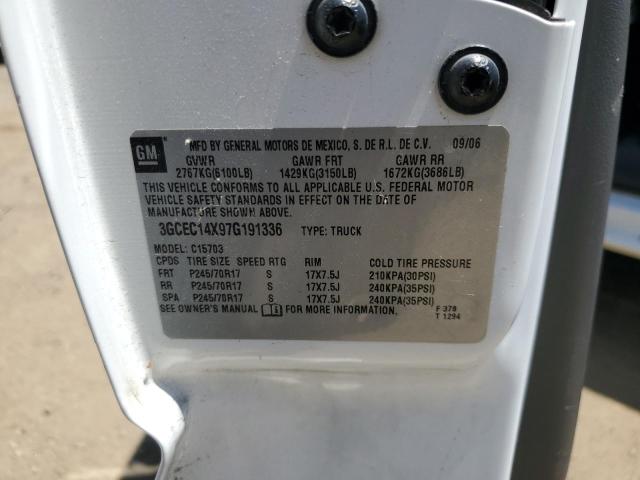 GM MFD BY GENERAL MOTORS DE MEXICO, S. DE R.L. DE C.V. 09/06
GVWR GAWR FRT GAWR RR
2767KG(6100LB) 1429KG(3150LB) 1672KG(3686LB)
THIS VEHICLE CONFORMS TO ALL APPLICABLE U.S. FEDERAL MOTOR
VEHICLE SAFETY STANDARDS IN EFFECT ON THE DATE OF
MANUFACTURE SHOWN ABOVE.
3GCEC14X97G191336 TYPE: TRUCK
MODEL: C15703
CPDS TIRE SIZE SPEED RTG RIM COLD TIRE PRESSURE
FRT P245/70R17 S 17X7.5J 210KPA(30PSI)
RR P245/70R17 S 17X7.5J 240KPA(35PSI)
SPA P245/70R17 S 17X7.5J 240KPA(35PSI)
SEE OWNER'S MANUAL FOR MORE INFORMATION. F 378
T 1294